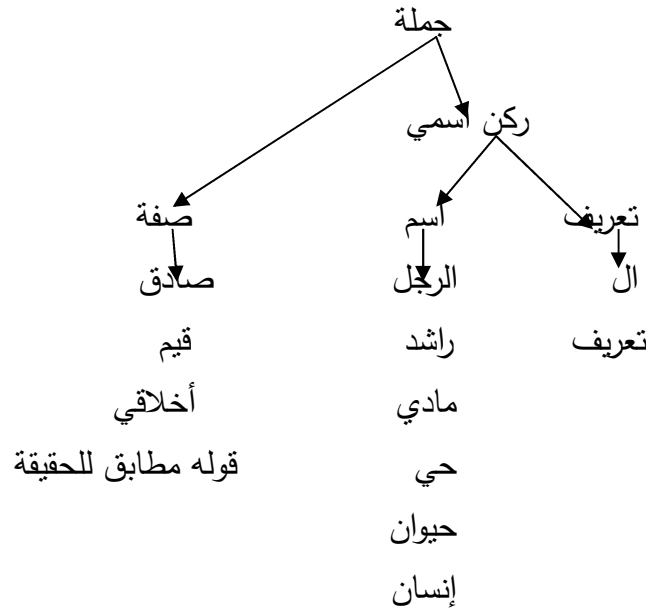 جملة
ركن اسمي
تعريف اسم صفة
ال الرجل صادق
تعريف راشد قيم
مادي أخلاقي
حي قوله مطابق للحقيقة
حيوان
إنسان